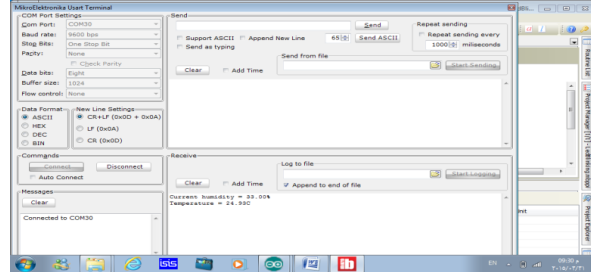 MikroElektronika Usart Terminal
COM Port Settings
Com Port: COM30
Baud rate: 9600 bps
Stop Bits: One Stop Bit
Parity: None
Check Parity
Data bits: Eight
Buffer size: 1024
Flow control: None
Data Format
ASCII
HEX
DEC
BIN
New Line Settings
CR+LF (0x0D + 0x0A)
LF (0x0A)
CR (0x0D)
Commands
Connect
Disconnect
Auto Connect
Messages
Clear
Connected to COM30
Send
Send
Support ASCII
Append New Line
65
Send ASCII
Send as typing
Repeat sending
Repeat sending every
1000
miliseconds
Send from file
Clear
Add Time
Start Sending
Receive
Log to file
Start Logging
Clear
Add Time
Append to end of file
Current humidity = 33.00%
Temperature = 24.50C
Routine List
Project Explorer
isis
EN